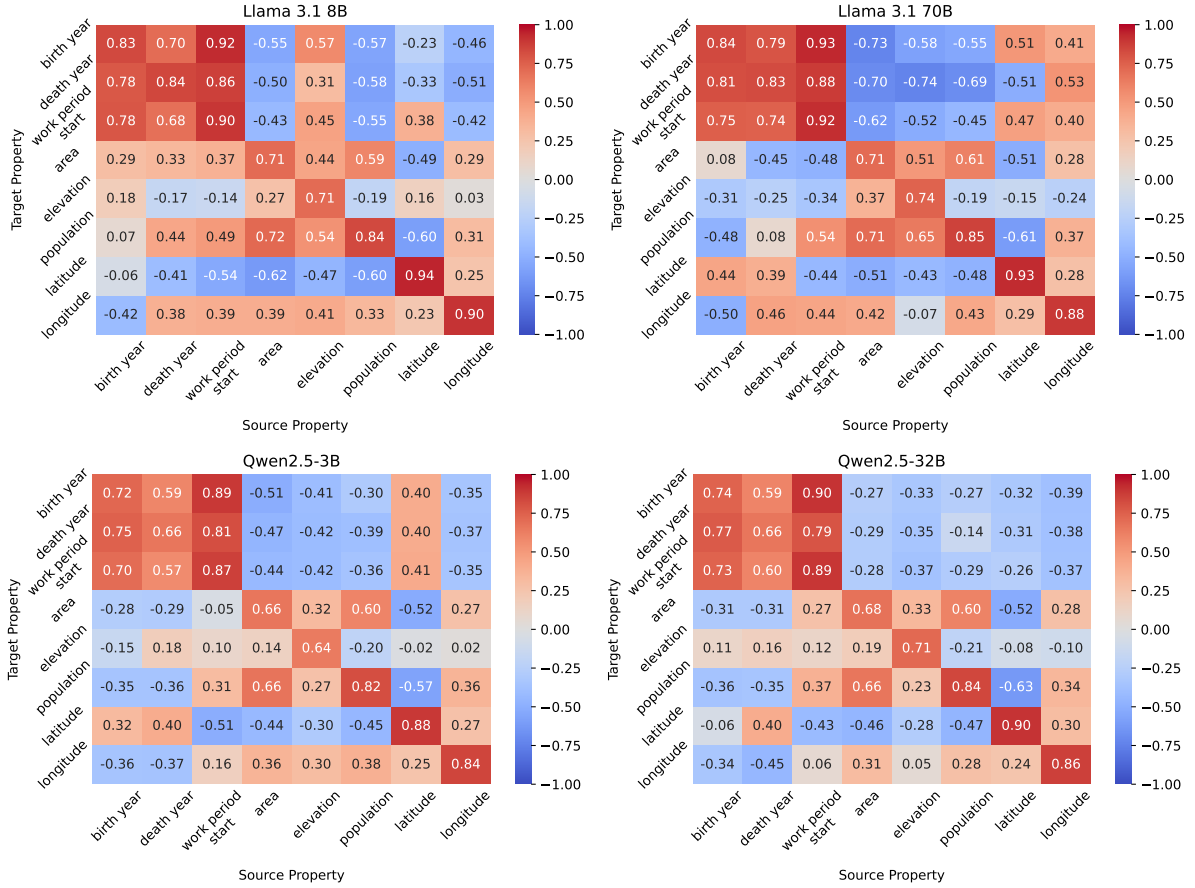 Llama 3.1 8B
Target Property
birth year 0.83 0.70 0.92 -0.55 0.57 -0.57 -0.23 -0.46
death year 0.78 0.84 0.86 -0.50 0.31 -0.58 -0.33 -0.51
work period
start 0.78 0.68 0.90 -0.43 0.45 -0.55 0.38 -0.42
area 0.29 0.33 0.37 0.71 0.44 0.59 -0.49 0.29
elevation 0.18 -0.17 -0.14 0.27 0.71 -0.19 0.16 0.03
population 0.07 0.44 0.49 0.72 0.54 0.84 -0.60 0.31
latitude -0.06 -0.41 -0.54 -0.62 -0.47 -0.60 0.94 0.25
longitude -0.42 0.38 0.39 0.39 0.41 0.33 0.23 0.90
birth year death year work period area elevation population latitude longitude
start
Source Property
1.00
0.75
0.50
0.25
0.00
−0.25
−0.50
−0.75
−1.00
Llama 3.1 70B
Target Property
birth year 0.84 0.79 0.93 -0.73 -0.58 -0.55 0.51 0.41
death year 0.81 0.83 0.88 -0.70 -0.74 -0.69 -0.51 0.53
work period
start 0.75 0.74 0.92 -0.62 -0.52 -0.45 0.47 0.40
area 0.08 -0.45 -0.48 0.71 0.51 0.61 -0.51 0.28
elevation -0.31 -0.25 -0.34 0.37 0.74 -0.19 -0.15 -0.24
population -0.48 0.08 0.54 0.71 0.65 0.85 -0.61 0.37
latitude 0.44 0.39 -0.44 -0.51 -0.43 -0.48 0.93 0.28
longitude -0.50 0.46 0.44 0.42 -0.07 0.43 0.29 0.88
birth year death year work period area elevation population latitude longitude
start
Source Property
1.00
0.75
0.50
0.25
0.00
−0.25
−0.50
−0.75
−1.00
Qwen2.5-3B
Target Property
birth year 0.72 0.59 0.89 -0.51 -0.41 -0.30 0.40 -0.35
death year 0.75 0.66 0.81 -0.47 -0.42 -0.39 0.40 -0.37
work period
start 0.70 0.57 0.87 -0.44 -0.42 -0.36 0.41 -0.35
area -0.28 -0.29 -0.05 0.66 0.32 0.60 -0.52 0.27
elevation -0.15 0.18 0.10 0.14 0.64 -0.20 -0.02 0.02
population -0.35 -0.36 0.31 0.66 0.27 0.82 -0.57 0.36
latitude 0.32 0.40 -0.51 -0.44 -0.30 -0.45 0.88 0.27
longitude -0.36 -0.37 0.16 0.36 0.30 0.38 0.25 0.84
birth year death year work period area elevation population latitude longitude
start
Source Property
1.00
0.75
0.50
0.25
0.00
−0.25
−0.50
−0.75
−1.00
Qwen2.5-32B
Target Property
birth year 0.74 0.59 0.90 -0.27 -0.33 -0.27 -0.32 -0.39
death year 0.77 0.66 0.79 -0.29 -0.35 -0.14 -0.31 -0.38
work period
start 0.73 0.60 0.89 -0.28 -0.37 -0.29 -0.26 -0.37
area -0.31 -0.31 0.27 0.68 0.33 0.60 -0.52 0.28
elevation 0.11 0.16 0.12 0.19 0.71 -0.21 -0.08 -0.10
population -0.36 -0.35 0.37 0.66 0.23 0.84 -0.63 0.34
latitude -0.06 0.40 -0.43 -0.46 -0.28 -0.47 0.90 0.30
longitude -0.34 -0.45 0.06 0.31 0.05 0.28 0.24 0.86
birth year death year work period area elevation population latitude longitude
start
Source Property
1.00
0.75
0.50
0.25
0.00
−0.25
−0.50
−0.75
−1.00